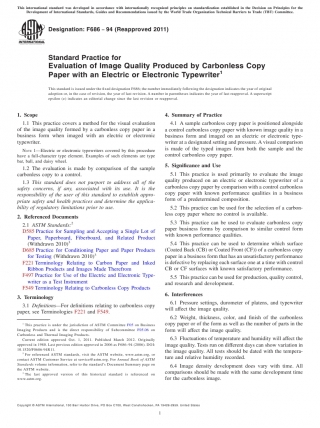 This international standard was developed in accordance with internationally recognized principles on standardization established in the Decision on Principles for the
Development of International Standards, Guides and Recommendations issued by the World Trade Organization Technical Barriers to Trade (TBT) Committee.
Designation: F686 - 94 (Reapproved 2011)
Standard Practice for
Evaluation of Image Quality Produced by Carbonless Copy
Paper with an Electric or Electronic Typewriter¹
This standard is issued under the fixed designation F686; the number immediately following the designation indicates the year of original
adoption or, in the case of revision, the year of last revision. A number in parentheses indicates the year of last reapproval. A superscript
epsilon (ε) indicates an editorial change since the last revision or reapproval.
1. Scope
1.1 This practice covers a method for the visual evaluation
of the image quality formed by a carbonless copy paper in a
business form when imaged with an electric or electronic
typewriter.
NOTE 1—Electric or electronic typewriters covered by this procedure
have a full-character type element. Examples of such elements are type
bar, ball, and daisy wheel.
1.2 The evaluation is made by comparison of the sample
carbonless copy to a control.
1.3 This standard does not purport to address all of the
safety concerns, if any, associated with its use. It is the
responsibility of the user of this standard to establish appro-
priate safety and health practices and determine the applica-
bility of regulatory limitations prior to use.
2. Referenced Documents
2.1 ASTM Standards:²
D585 Practice for Sampling and Accepting a Single Lot of
Paper, Paperboard, Fiberboard, and Related Product
(Withdrawn 2010)³
D685 Practice for Conditioning Paper and Paper Products
for Testing
F221 Terminology Relating to Carbon Paper and Inked
Ribbon Products and Images Made Therefrom
F497 Practice for Use of the Electric and Electronic Type-
writer as a Test Instrument
F549 Terminology Relating to Carbonless Copy Products
3. Terminology
3.1 Definitions—For definitions relating to carbonless copy
paper, see Terminologies F221 and F549.
¹ This practice is under the jurisdiction of ASTM Committee F05 on Business
Imaging Products and is the direct responsibility of Subcommittee
Carbonless and Thermal Imaging Products.
Current edition approved 2011. Published March 2012. Originally
approved in Last previous edition approved in 2006 as
² For referenced ASTM standards, visit the ASTM website, www.astm.org, or
contact ASTM Customer Service at service@astm.org. For Annual Book of ASTM
Standards volume information, refer to the standard's Document Summary page on
the ASTM website.
³ The last approved version of this historical standard is referenced on
www.astm.org.
4. Summary of Practice
4.1 A sample carbonless copy paper is positioned alongside
a control carbonless copy paper with known image quality in a
business form and imaged on an electric or electronic type-
writer at a designated setting and pressure. A visual comparison
is made of the typed images from both the sample and the
control carbonless copy paper.
5. Significance and Use
5.1 This practice is used primarily to evaluate the image
quality produced on an electric or electronic typewriter of a
carbonless copy paper by comparison with a control carbonless
copy paper with known performance qualities in a business
form of a predetermined composition.
5.2 This practice can be used for the selection of a carbon-
less copy paper where no control is available.
5.3 This practice can be used to evaluate carbonless copy
paper business forms by comparison to similar control form
with known performance qualities.
5.4 This practice can be used to determine which surface
(Coated Back (CB) or Coated Front (CF)) of a carbonless copy
paper in a business form that has an unsatisfactory performance
is defective by replacing each surface one at a time with control
CB or CF surfaces with known satisfactory performance.
5.5 This practice can be used for production, quality control,
and research and development.
6. Interferences
6.1 Pressure settings, durometer of platens, and typewriter
will affect the image quality.
6.2 Weight, thickness, color, and finish of the carbonless
copy paper or of the form as well as the number of parts in the
form will affect the image quality.
6.3 Fluctuations of temperature and humidity will affect the
image quality. Tests run on different days can show variation in
the image quality. All tests should be dated with the tempera-
ture and relative humidity recorded.
6.4 Image density development vary with time. All
comparisons should be made with the same development time
for the carbonless image.
Copyright © ASTM International, 100 Barr Harbor Drive, PO Box C700, West Conshohocken, PA 19428-2959. United States
1